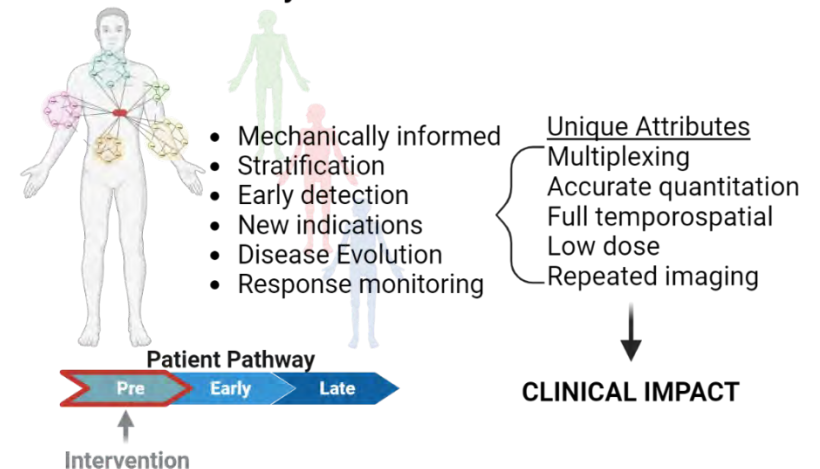 • Mechanically informed
• Stratification
• Early detection
• New indications
• Disease Evolution
• Response monitoring
Unique Attributes
Multiplexing
Accurate quantitation
Full temporospatial
Low dose
Repeated imaging
CLINICAL IMPACT
Patient Pathway
Pre
Early
Late
Intervention